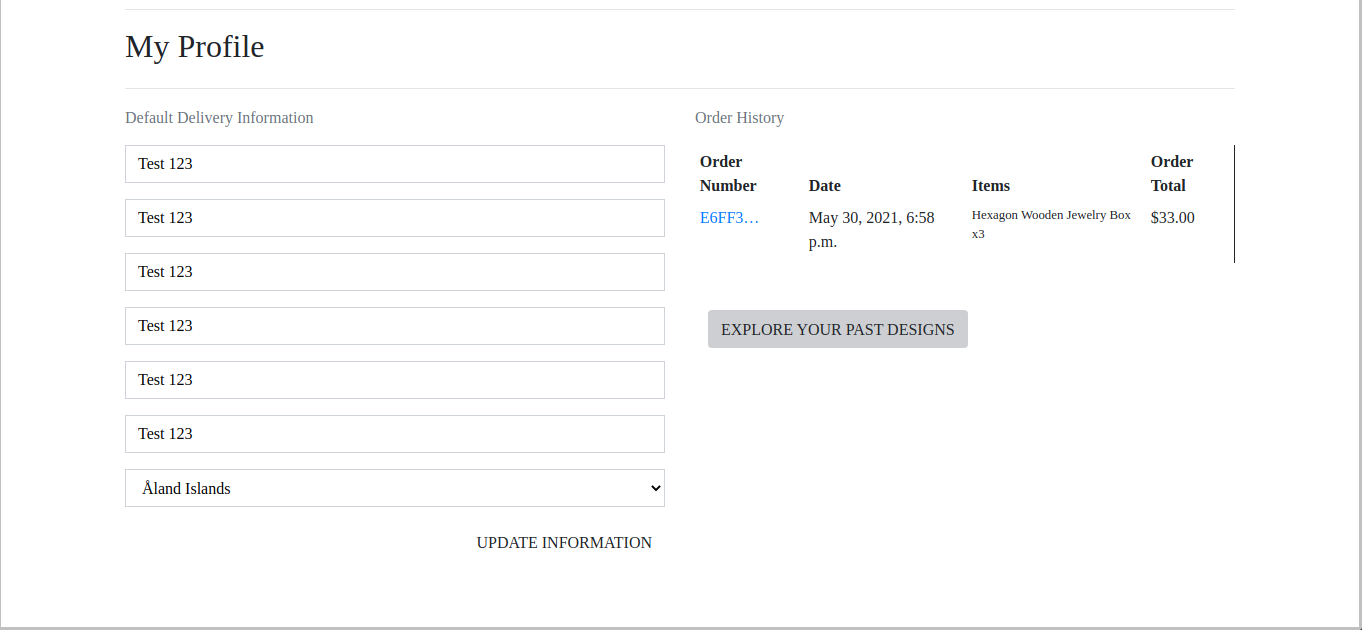 My Profile
Default Delivery Information
Test 123
Test 123
Test 123
Test 123
Test 123
Test 123
Åland Islands
UPDATE INFORMATION
Order History
Order
Number
Date
Items
Order
Total
E6FF3…
May 30, 2021, 6:58
p.m.
Hexagon Wooden Jewelry Box
x3
$33.00
EXPLORE YOUR PAST DESIGNS